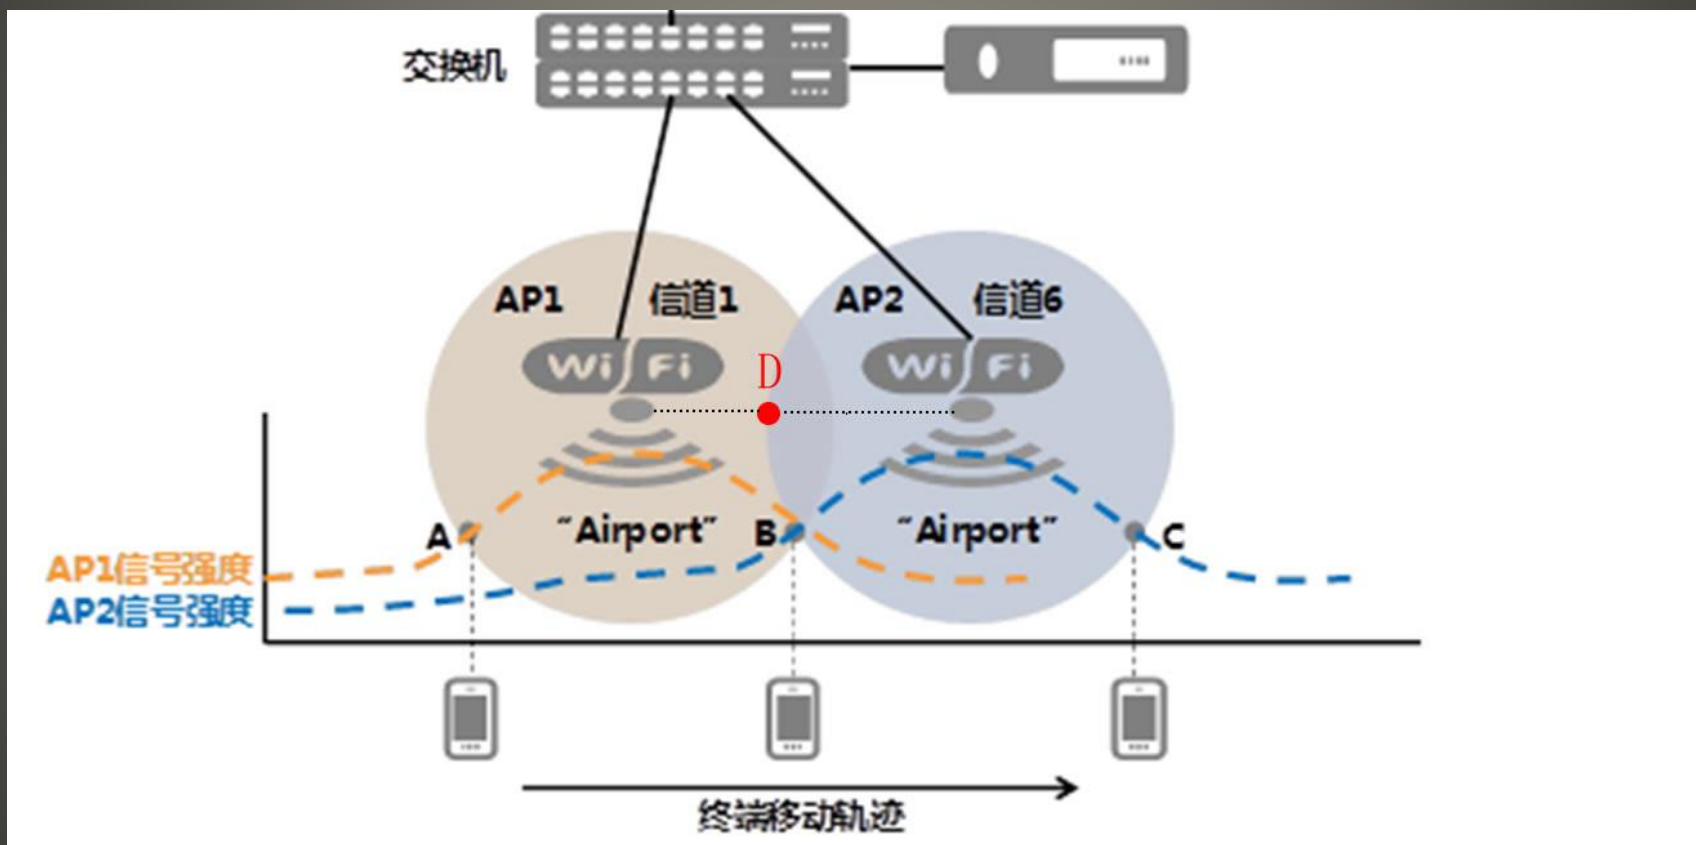 交换机
AP1 信道1
AP2 信道6
Wi Fi
Wi Fi
D
A
"Airport"
B
"Airport"
C
AP1信号强度
AP2信号强度
终端移动轨迹